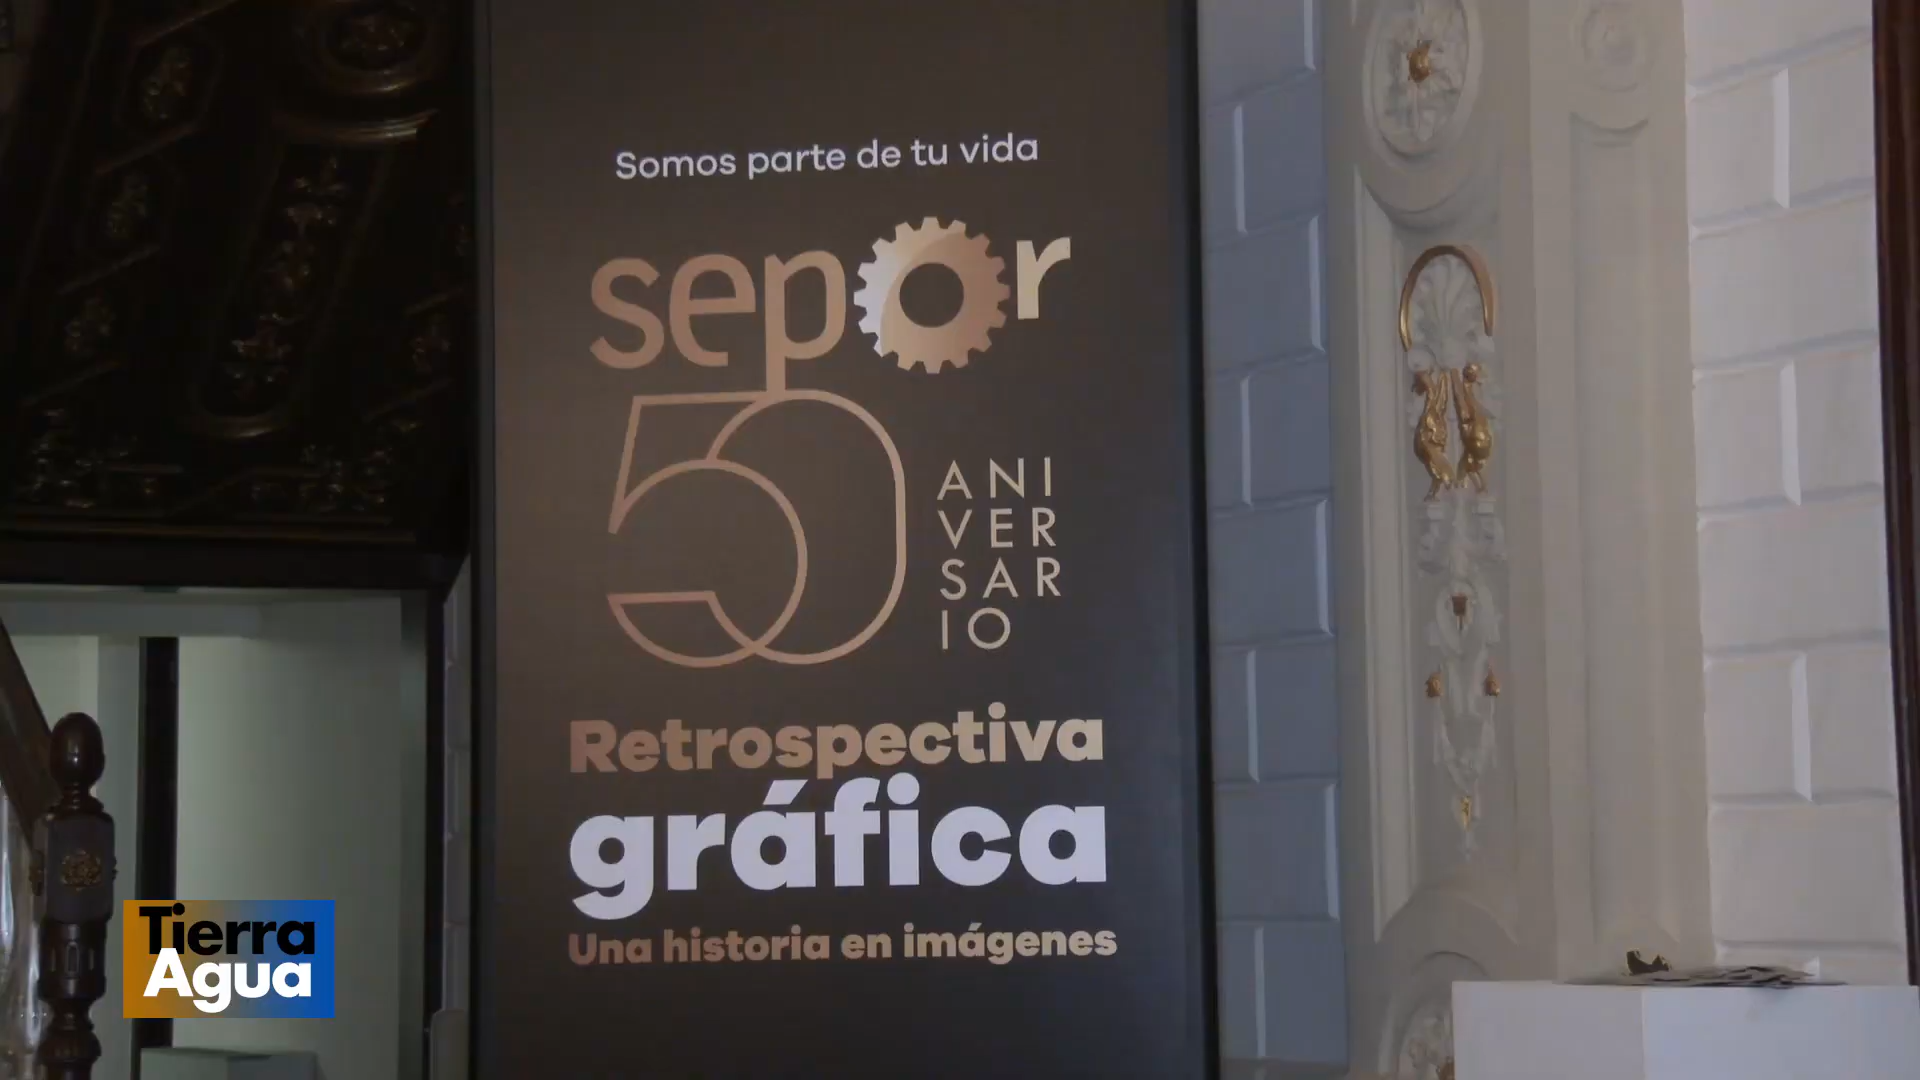 Somos parte de tu vida
sepor
50
ANI
VER
SAR
IO
Retrospectiva
gráfica
Una historia en imágenes
Tierra
Agua